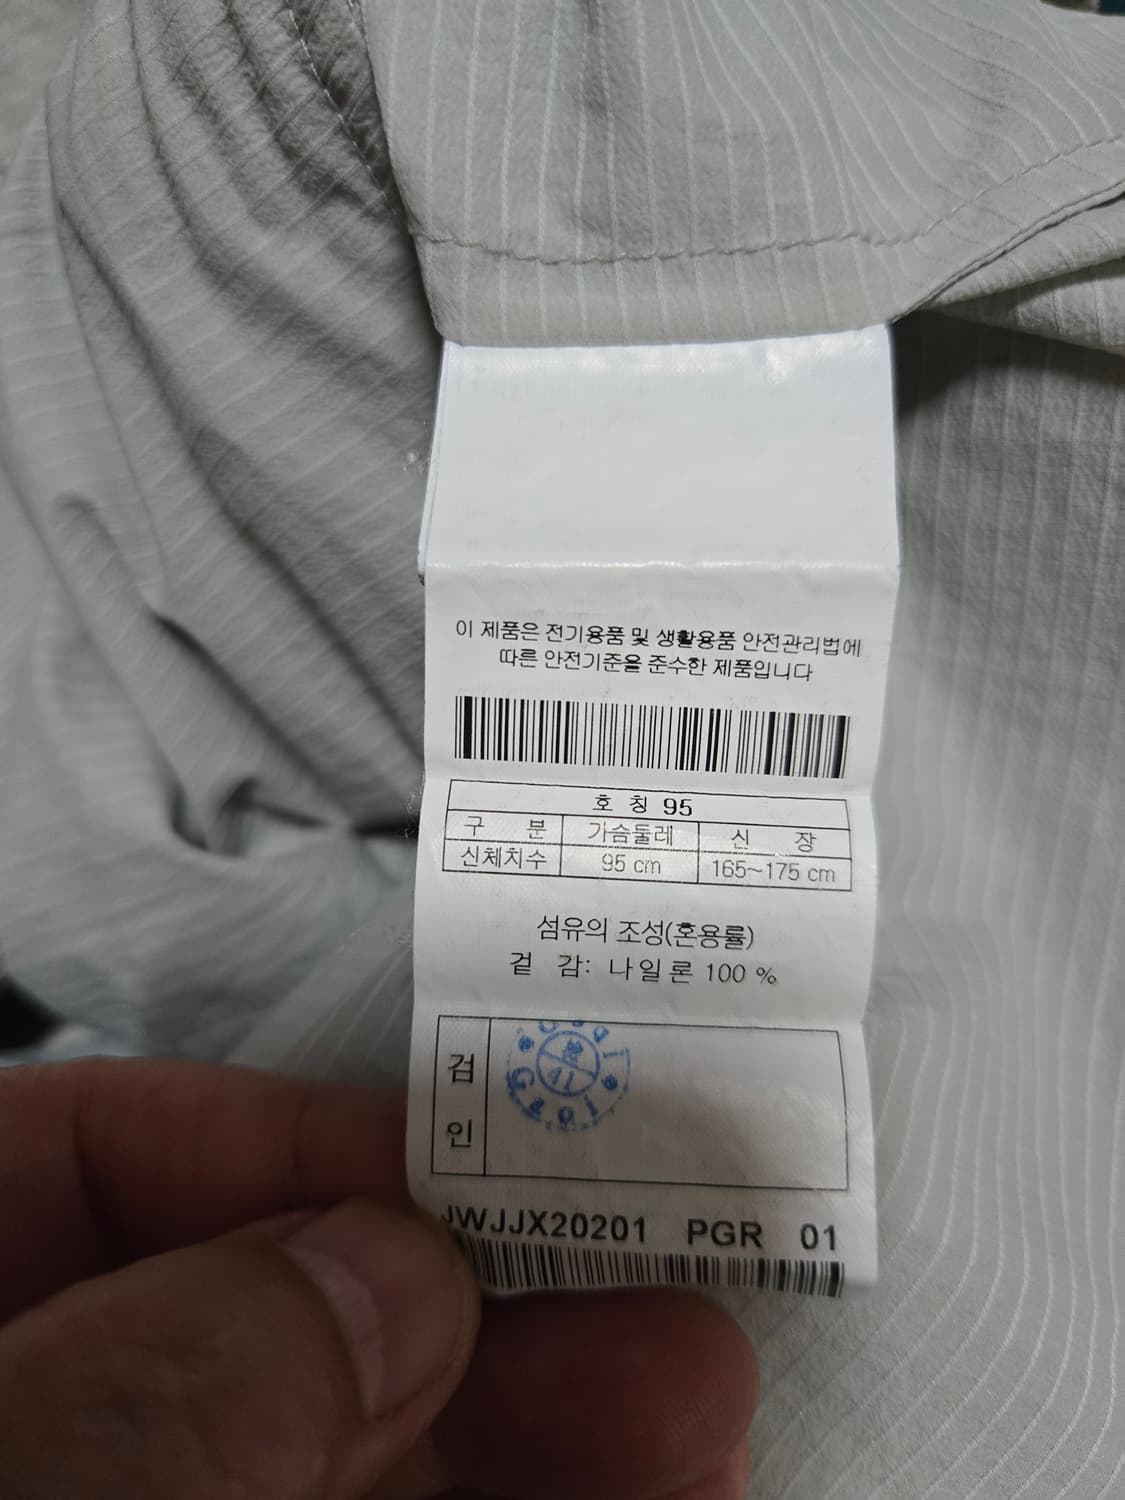 이 제품은 전기용품 및 생활용품 안전관리법에
따른 안전기준을 준수한 제품입니다
호 칭 95
구 분 가슴둘레 신 장
신체치수 95 cm 165~175 cm
섬유의 조성(혼용률)
겉 감: 나일론 100 %
검
인
JWJJX20201 PGR 01